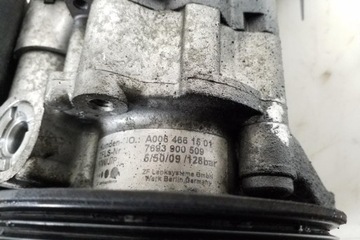 A006 466 15 01
7693 900 509
6/50/09 /128bar
ZF Lenksysteme GmbH
Werk Berlin, Germany